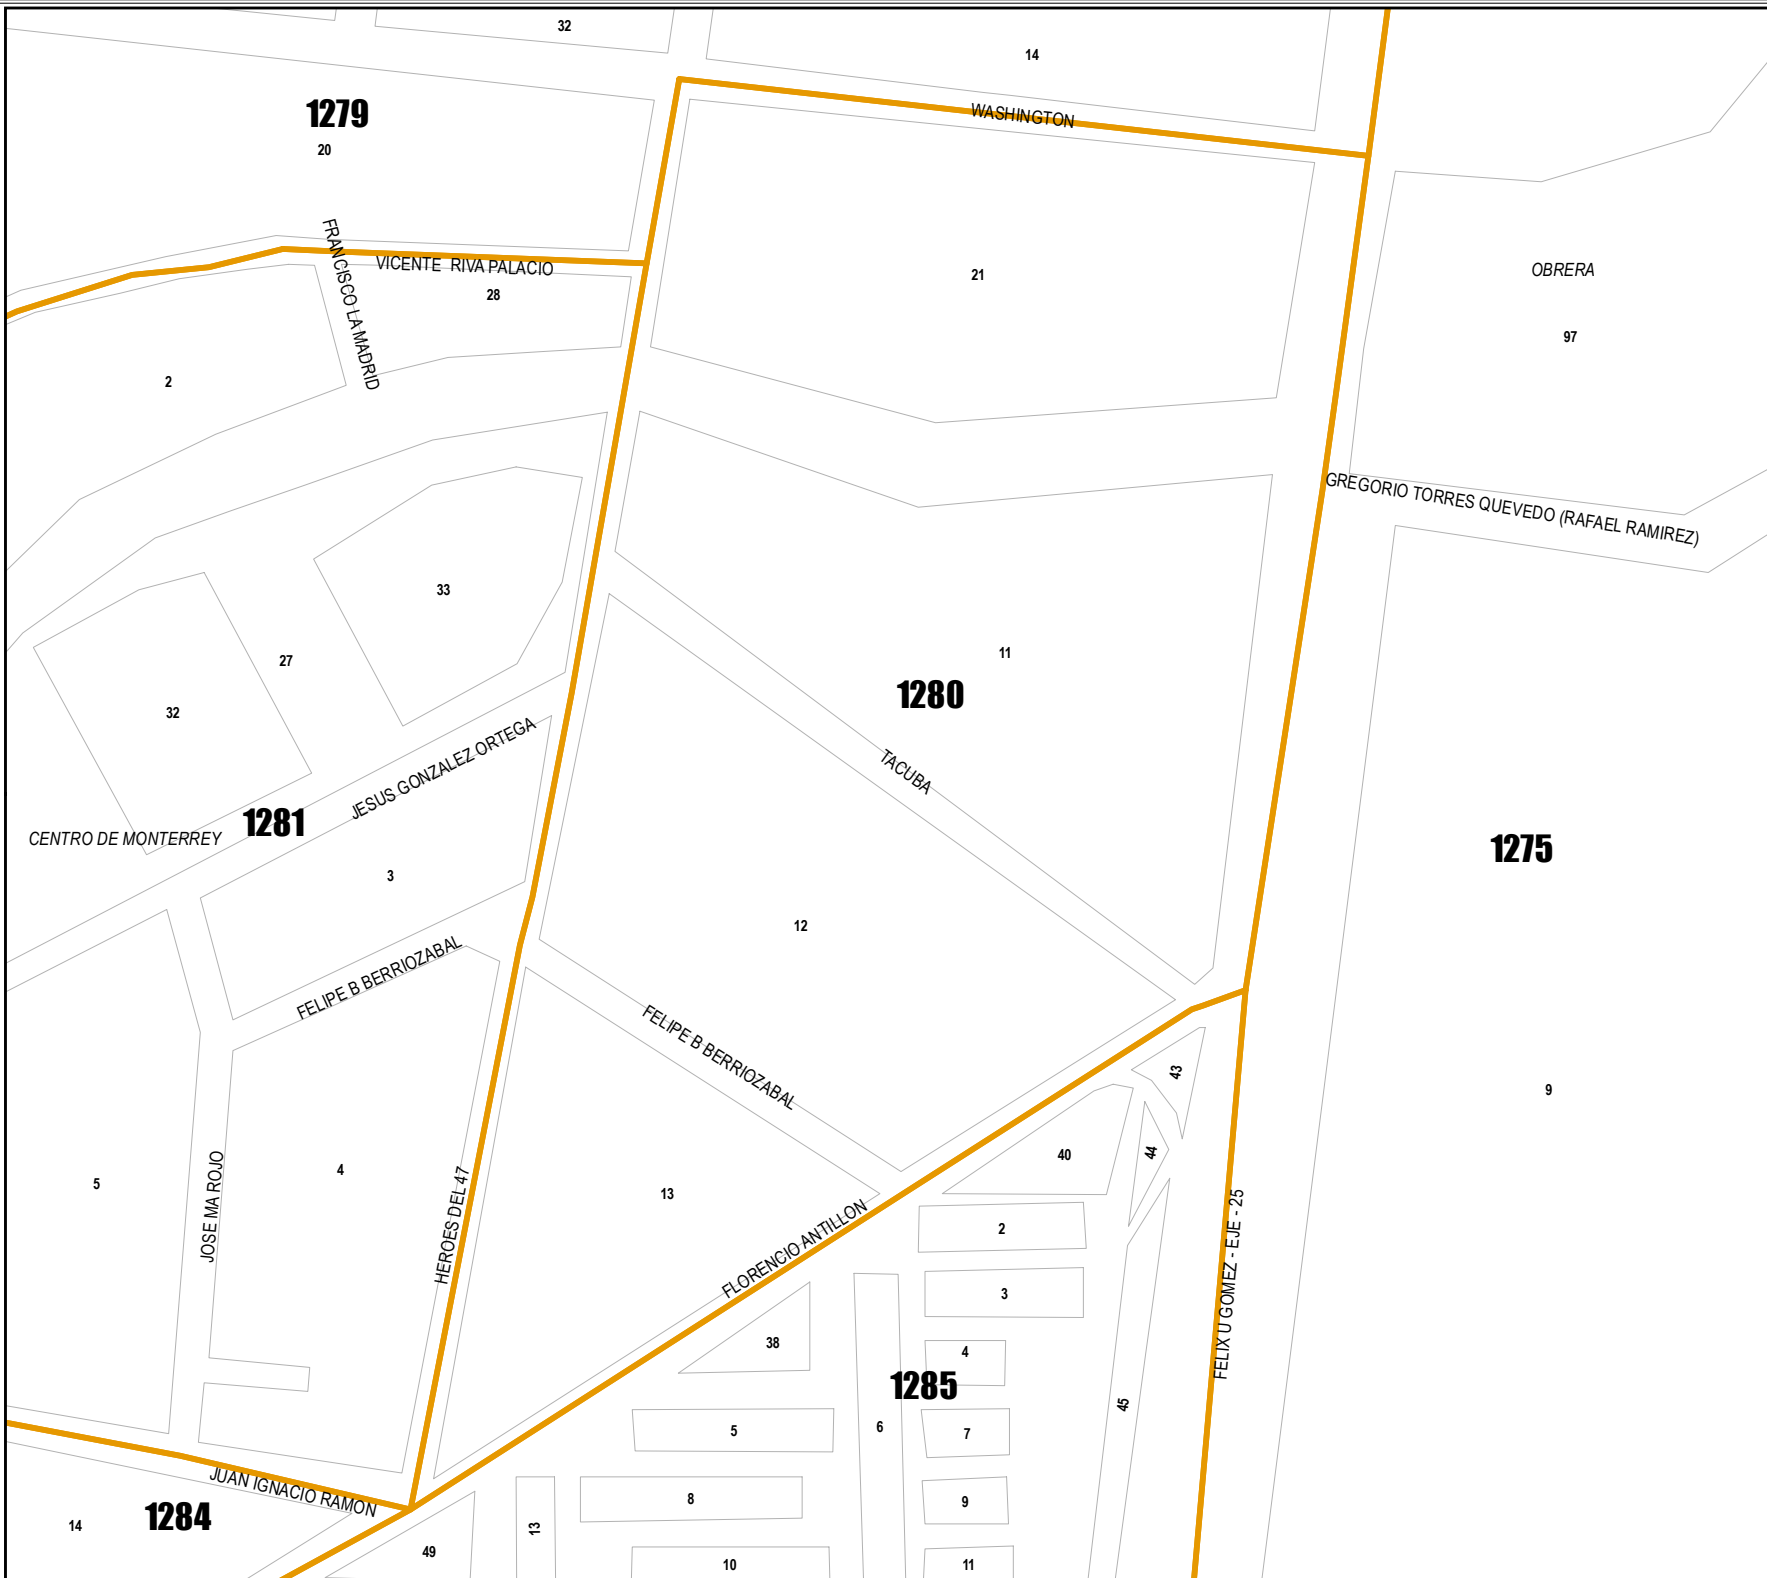 32
14
1279
WASHINGTON
20
FRANCISCO LA MADRID
VICENTE RIVA PALACIO
28
21
OBRERA
97
2
GREGORIO TORRES QUEVEDO (RAFAEL RAMIREZ)
33
27
11
1280
32
JESUS GONZALEZ ORTEGA
TACUBA
1281
CENTRO DE MONTERREY
1275
3
12
FELIPE B BERRIOZABAL
FELIPE B BERRIOZABAL
43
9
40
44
5
JOSE MA ROJO
4
HEROES DEL 47
13
FLORENCIO ANTILLON
2
FELIX U GOMEZ - EJE - 25
3
38
4
1285
45
5
6
7
JUAN IGNACIO RAMON
8
9
1284
14
13
49
10
11